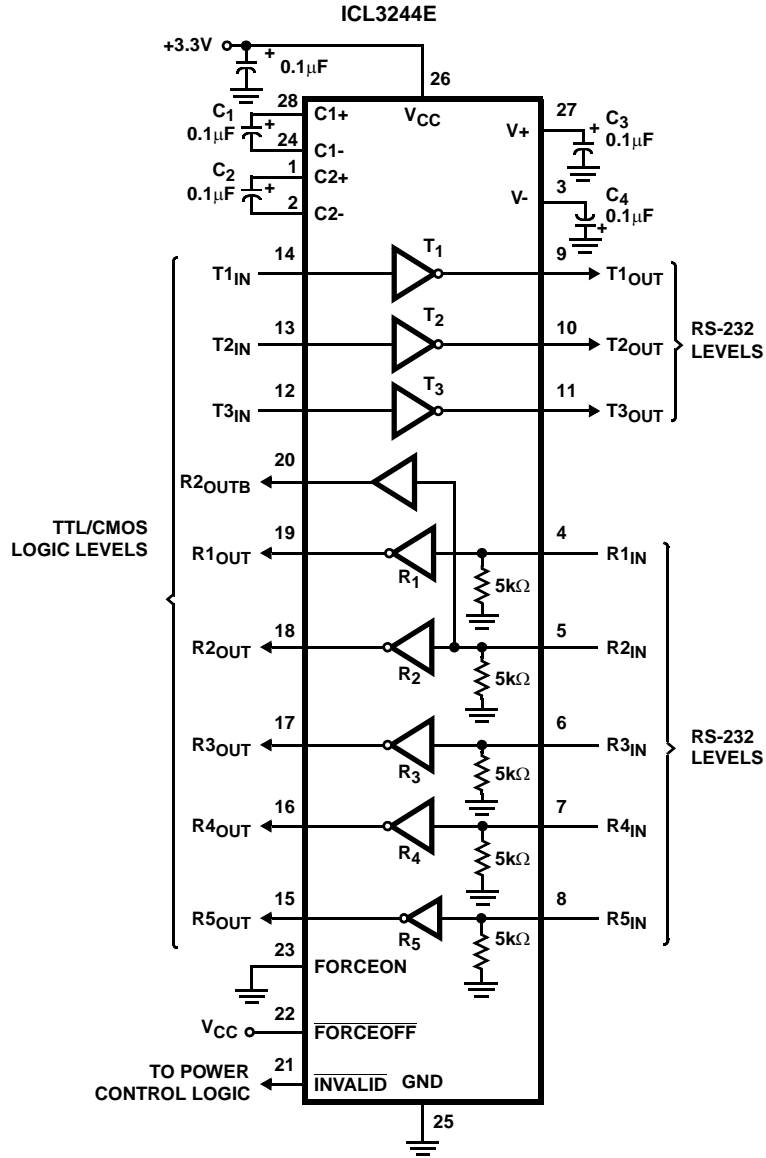 ICL3244E
+3.3V
+
0.1μF
26
VCC
C1
0.1μF
+
28
C1+
24
C1-
C2
0.1μF
+
1
C2+
2
C2-
27
V+
+
C3
0.1μF
3
V-
C4
0.1μF
+
T1IN
14
T1
9
T1OUT
T2IN
13
T2
10
T2OUT
T3IN
12
T3
11
T3OUT
RS-232
LEVELS
R2OUTB
20
TTL/CMOS
LOGIC LEVELS
R1OUT
19
R1
5kΩ
4
R1IN
R2OUT
18
R2
5kΩ
5
R2IN
R3OUT
17
R3
5kΩ
6
R3IN
RS-232
LEVELS
R4OUT
16
R4
5kΩ
7
R4IN
R5OUT
15
R5
5kΩ
8
R5IN
23
FORCEON
VCC
22
FORCEOFF
TO POWER
CONTROL LOGIC
21
INVALID
GND
25